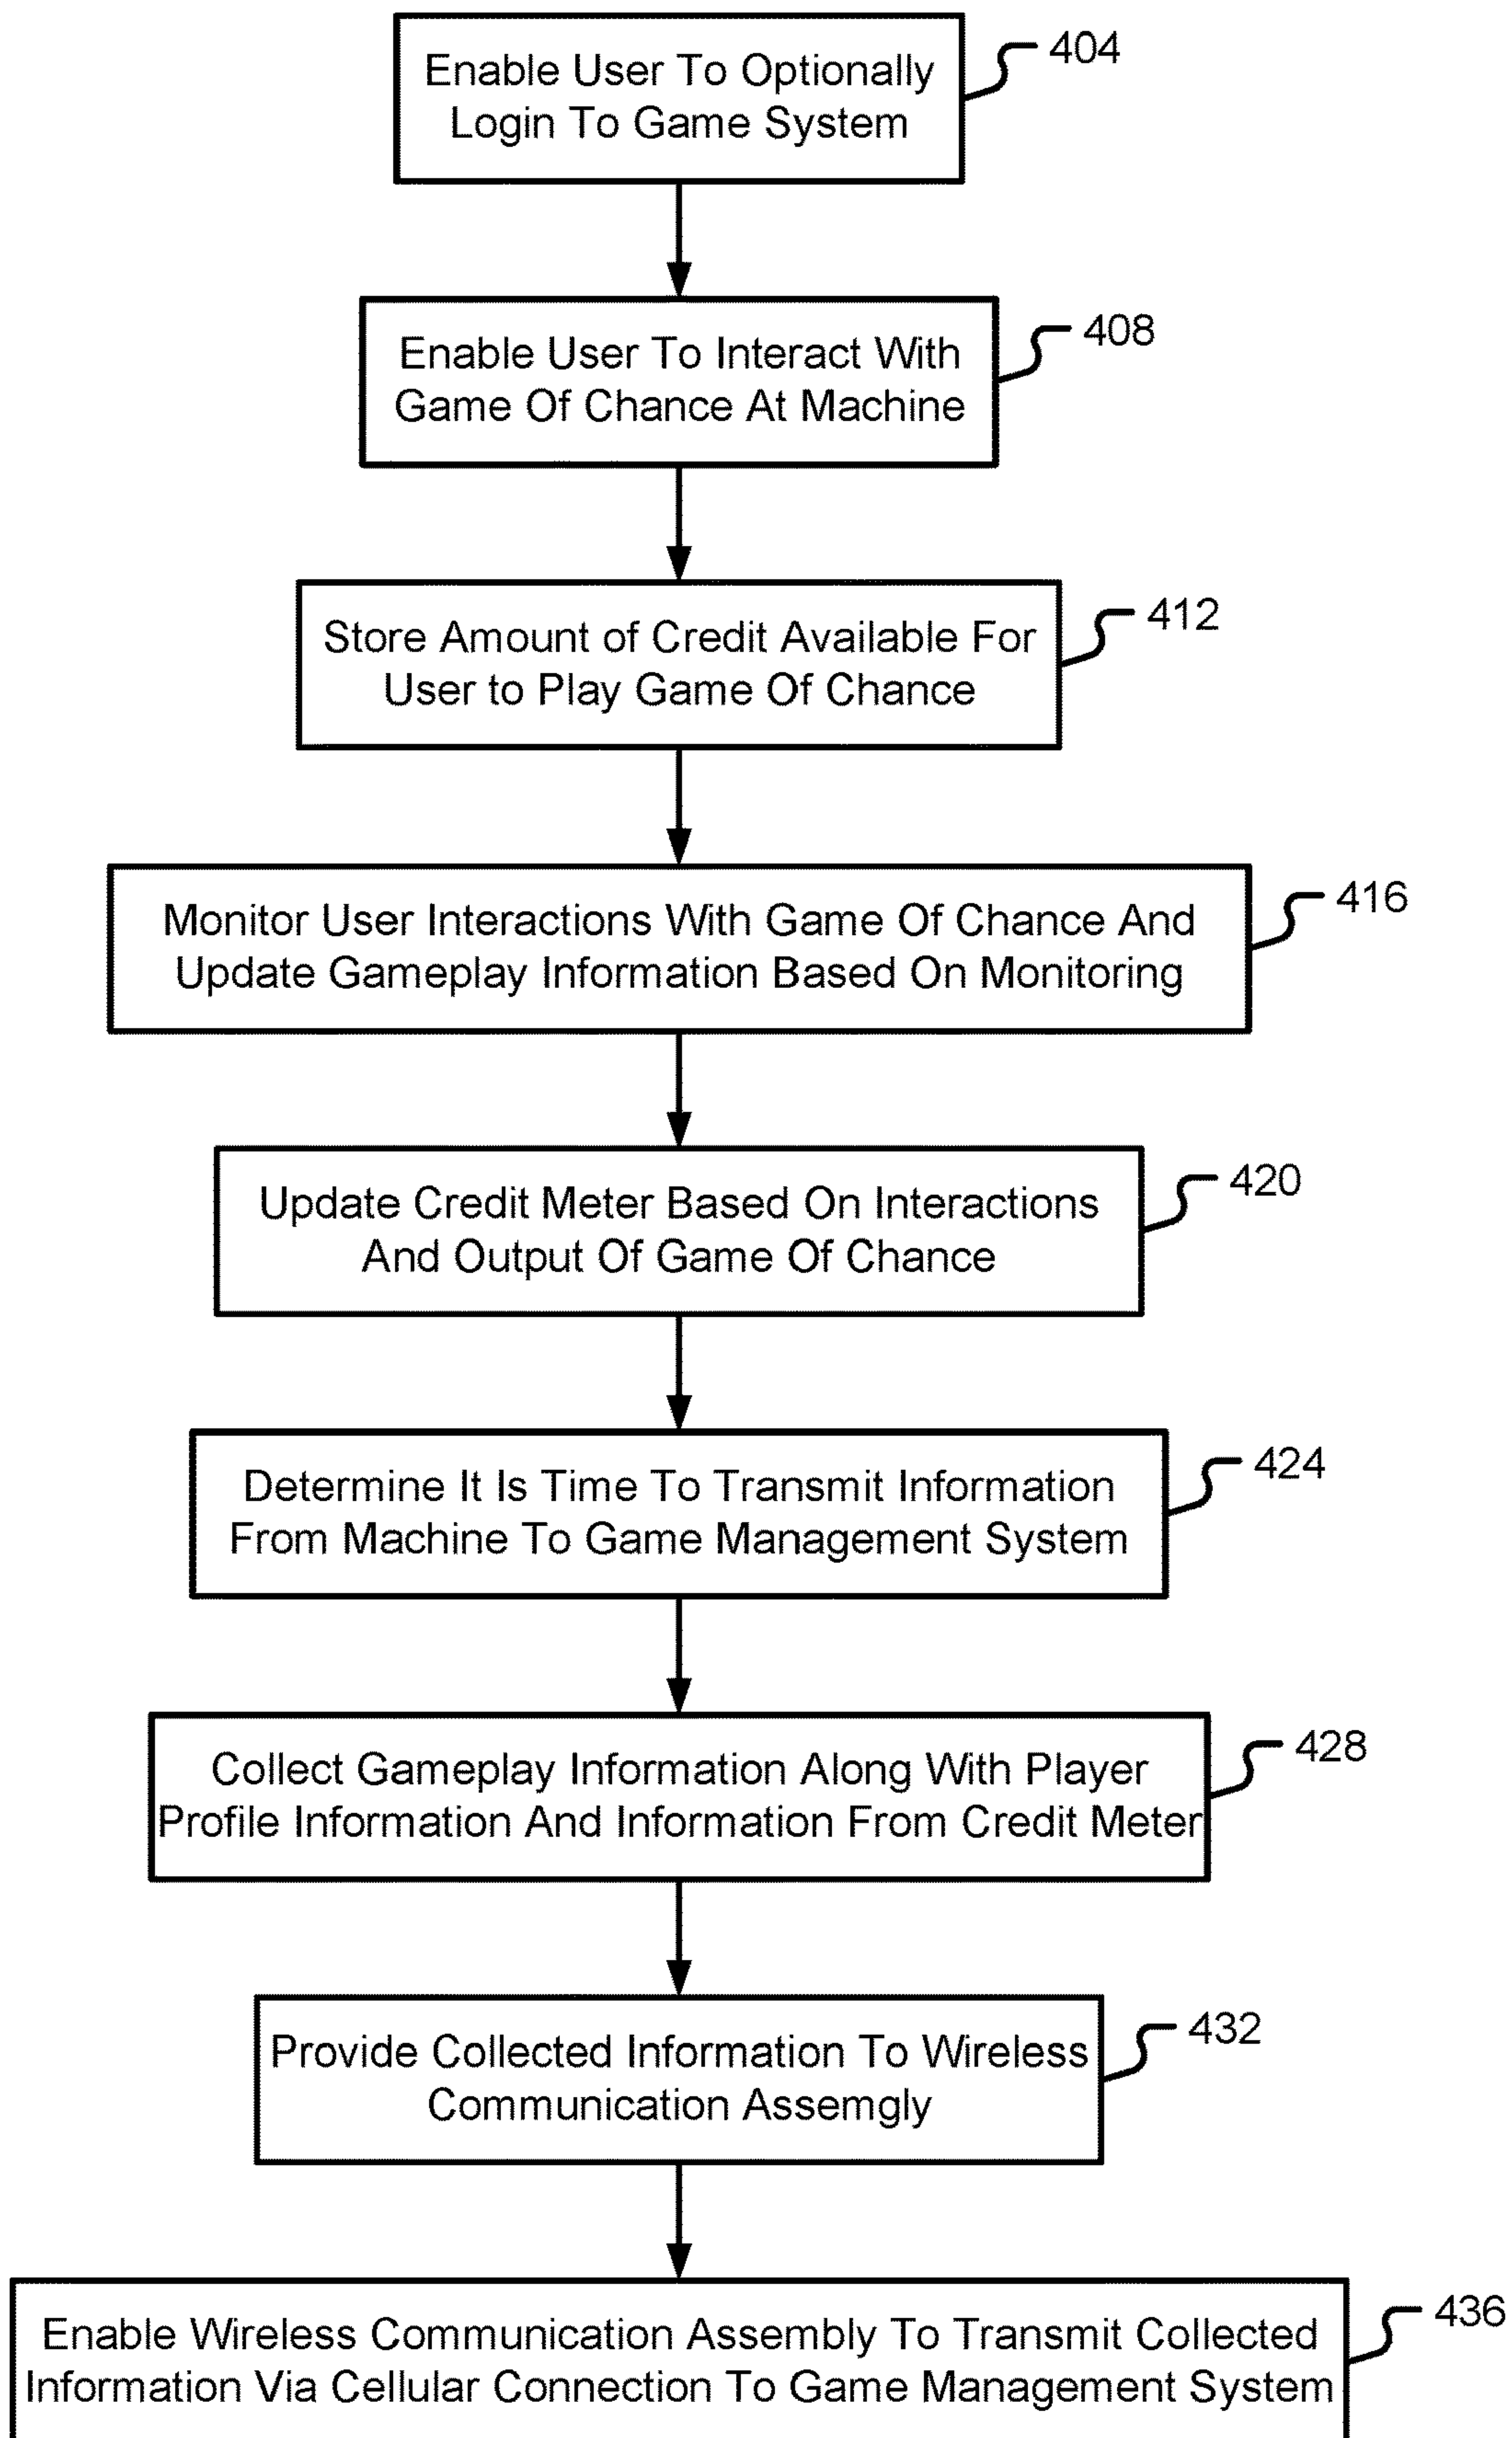 Enable User To Optionally
Login To Game System
404
Enable User To Interact With
Game Of Chance At Machine
408
Store Amount of Credit Available For
User to Play Game Of Chance
412
Monitor User Interactions With Game Of Chance And
Update Gameplay Information Based On Monitoring
416
Update Credit Meter Based On Interactions
And Output Of Game Of Chance
420
Determine It Is Time To Transmit Information
From Machine To Game Management System
424
Collect Gameplay Information Along With Player
Profile Information And Information From Credit Meter
428
Provide Collected Information To Wireless
Communication Assemgly
432
Enable Wireless Communication Assembly To Transmit Collected
Information Via Cellular Connection To Game Management System
436